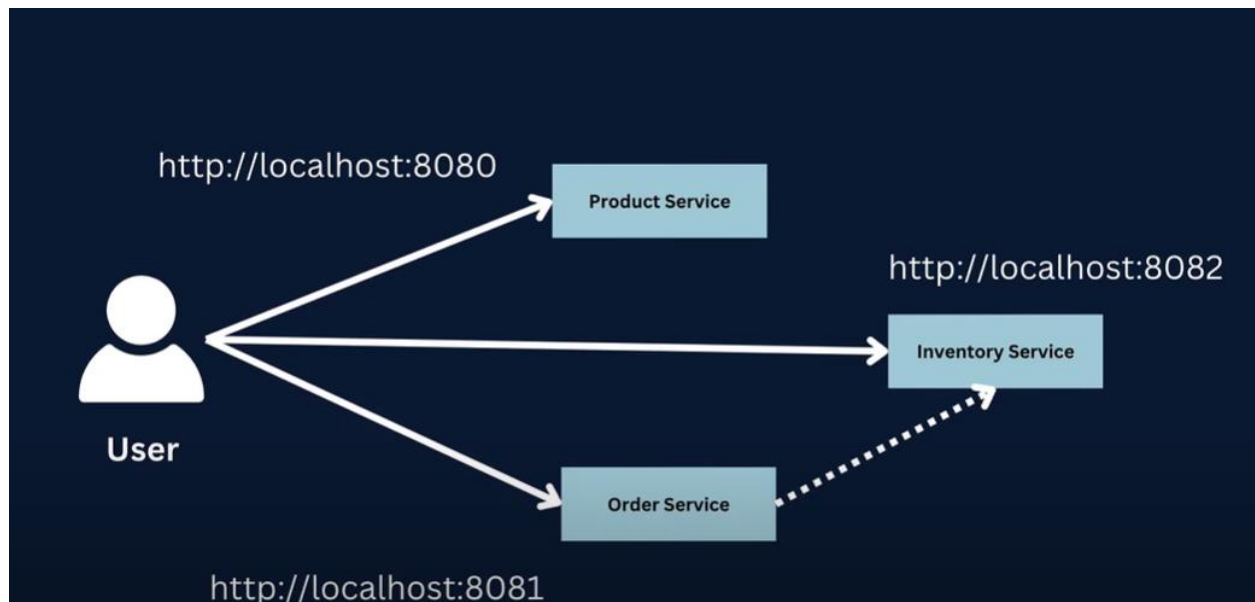 http://localhost:8080
Product Service
http://localhost:8082
Inventory Service
User
Order Service
http://localhost:8081